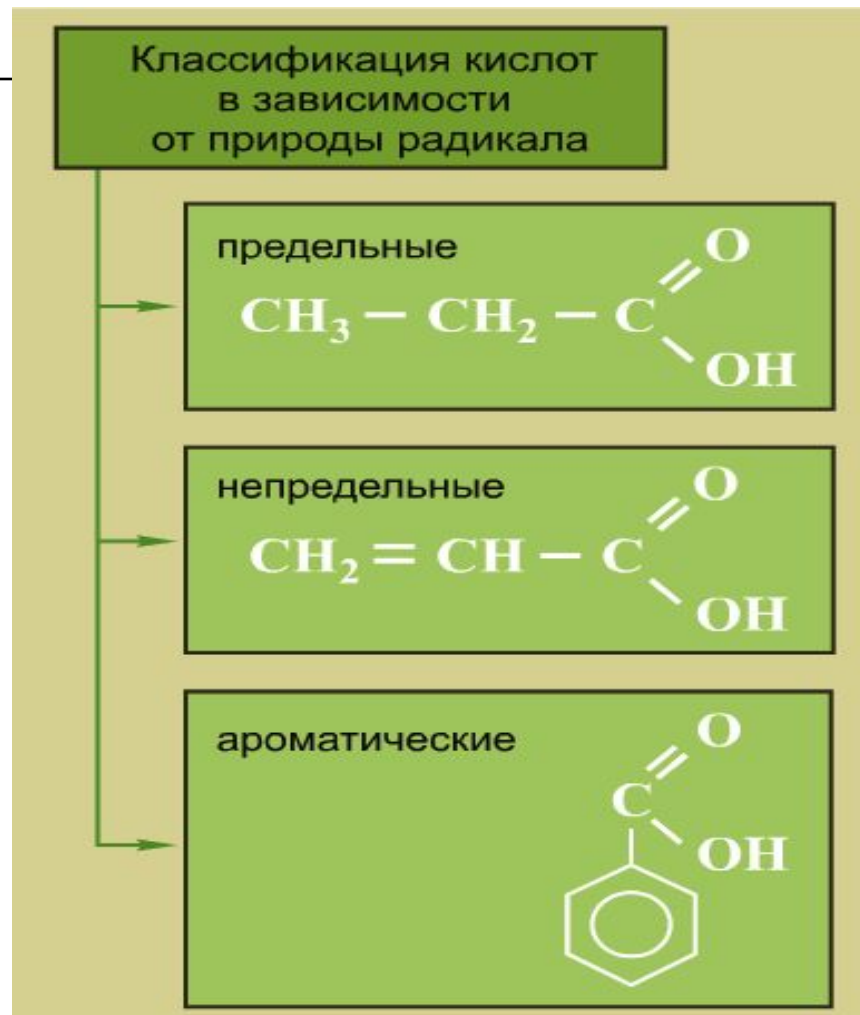 Классификация кислот
в зависимости
от природы радикала
предельные
O
CH₃ – CH₂ – C
OH
непредельные
O
CH₂ = CH – C
OH
ароматические
O
C
OH